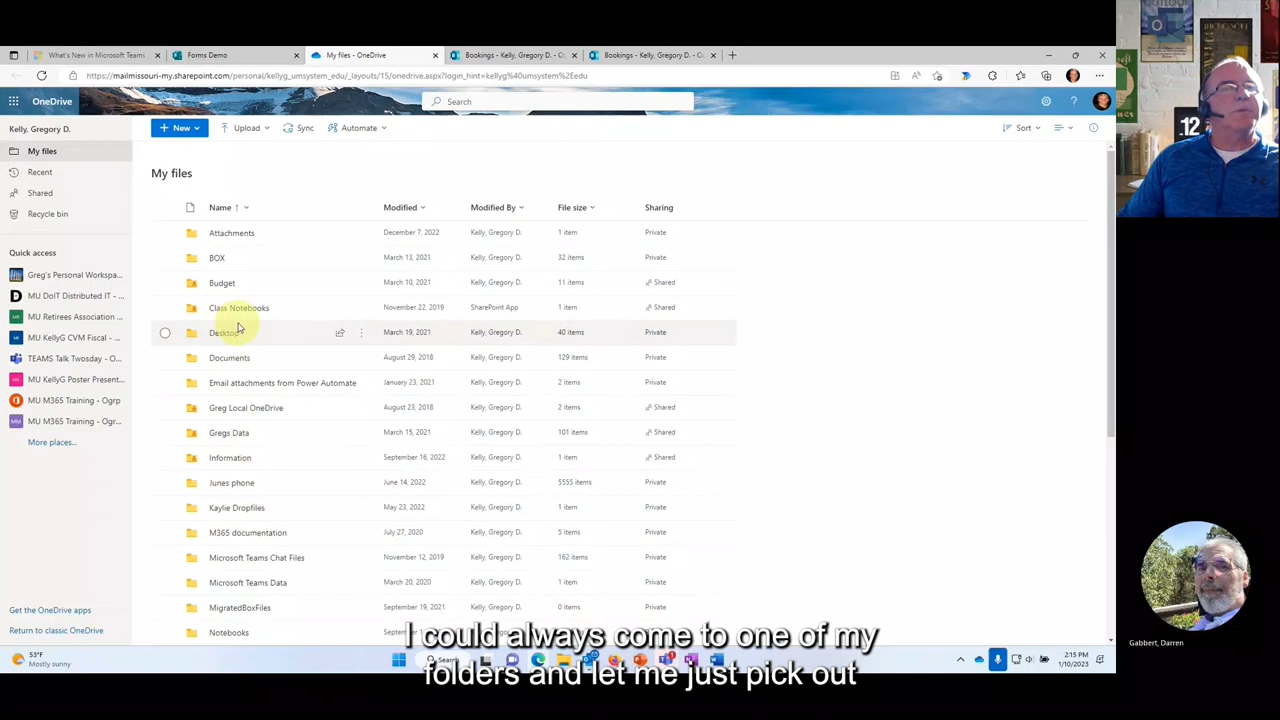 What's New in Microsoft Teams
Forms Demo
My files - OneDrive
Bookings - Kelly, Gregory D. - O
Bookings - Kelly, Gregory D. - O
https://mailmissouri-my.sharepoint.com/personal/kellyg_umsystem_edu/_layouts/15/onedrive.aspx?login_hint=kellyg%40umsystem%2Eedu
OneDrive
Search
Kelly, Gregory D.
My files
Recent
Shared
Recycle bin
Quick access
Greg's Personal Workspa...
MU DoIT Distributed IT - ...
MU Retirees Association ...
MU KellyG CVM Fiscal - ...
TEAMS Talk Twosday - O...
MU KellyG Poster Present...
MU M365 Training - Ogrp
MU M365 Training - Ogr...
More places...
Get the OneDrive apps
Return to classic OneDrive
New
Upload
Sync
Automate
Sort
My files
Name Modified Modified By File size Sharing
Attachments December 7, 2022 Kelly, Gregory D. 1 item Private
BOX March 13, 2021 Kelly, Gregory D. 32 items Private
Budget March 10, 2021 Kelly, Gregory D. 11 items Shared
Class Notebooks November 22, 2019 SharePoint App 1 item Shared
Desktop March 19, 2021 Kelly, Gregory D. 40 items Private
Documents August 29, 2018 Kelly, Gregory D. 129 items Private
Email attachments from Power Automate January 23, 2021 Kelly, Gregory D. 2 items Private
Greg Local OneDrive August 23, 2018 Kelly, Gregory D. 2 items Shared
Gregs Data March 15, 2021 Kelly, Gregory D. 101 items Shared
Information September 16, 2022 Kelly, Gregory D. 1 item Shared
Junes phone June 14, 2022 Kelly, Gregory D. 5555 items Private
Kaylie Dropfiles May 23, 2022 Kelly, Gregory D. Private
M365 documentation July 27, 2020 Kelly, Gregory D. 5 items Private
Microsoft Teams Chat Files November 12, 2019 Kelly, Gregory D. 162 items Private
Microsoft Teams Data March 20, 2020 Kelly, Gregory D. 1 item Private
MigratedBoxFiles September 19, 2021 Kelly, Gregory D. 0 items Private
Notebooks
I could always come to one of my
folders and let me just pick out
53°F
Mostly sunny
Search
2:15 PM
1/10/2023
12
Gabbert, Darren